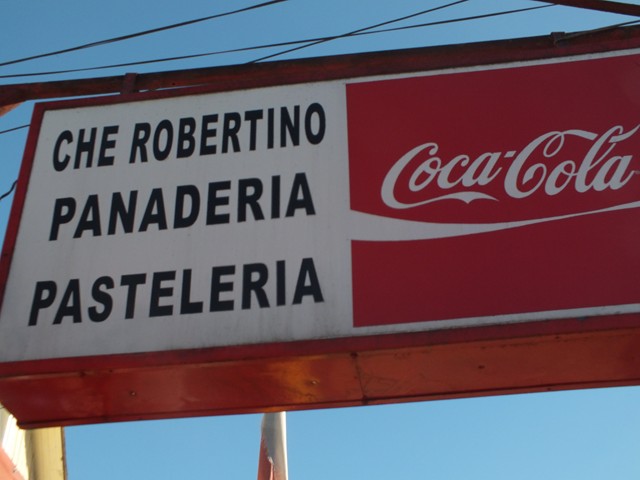 CHE ROBERTINO
PANADERIA
PASTELERIA
Coca-Cola